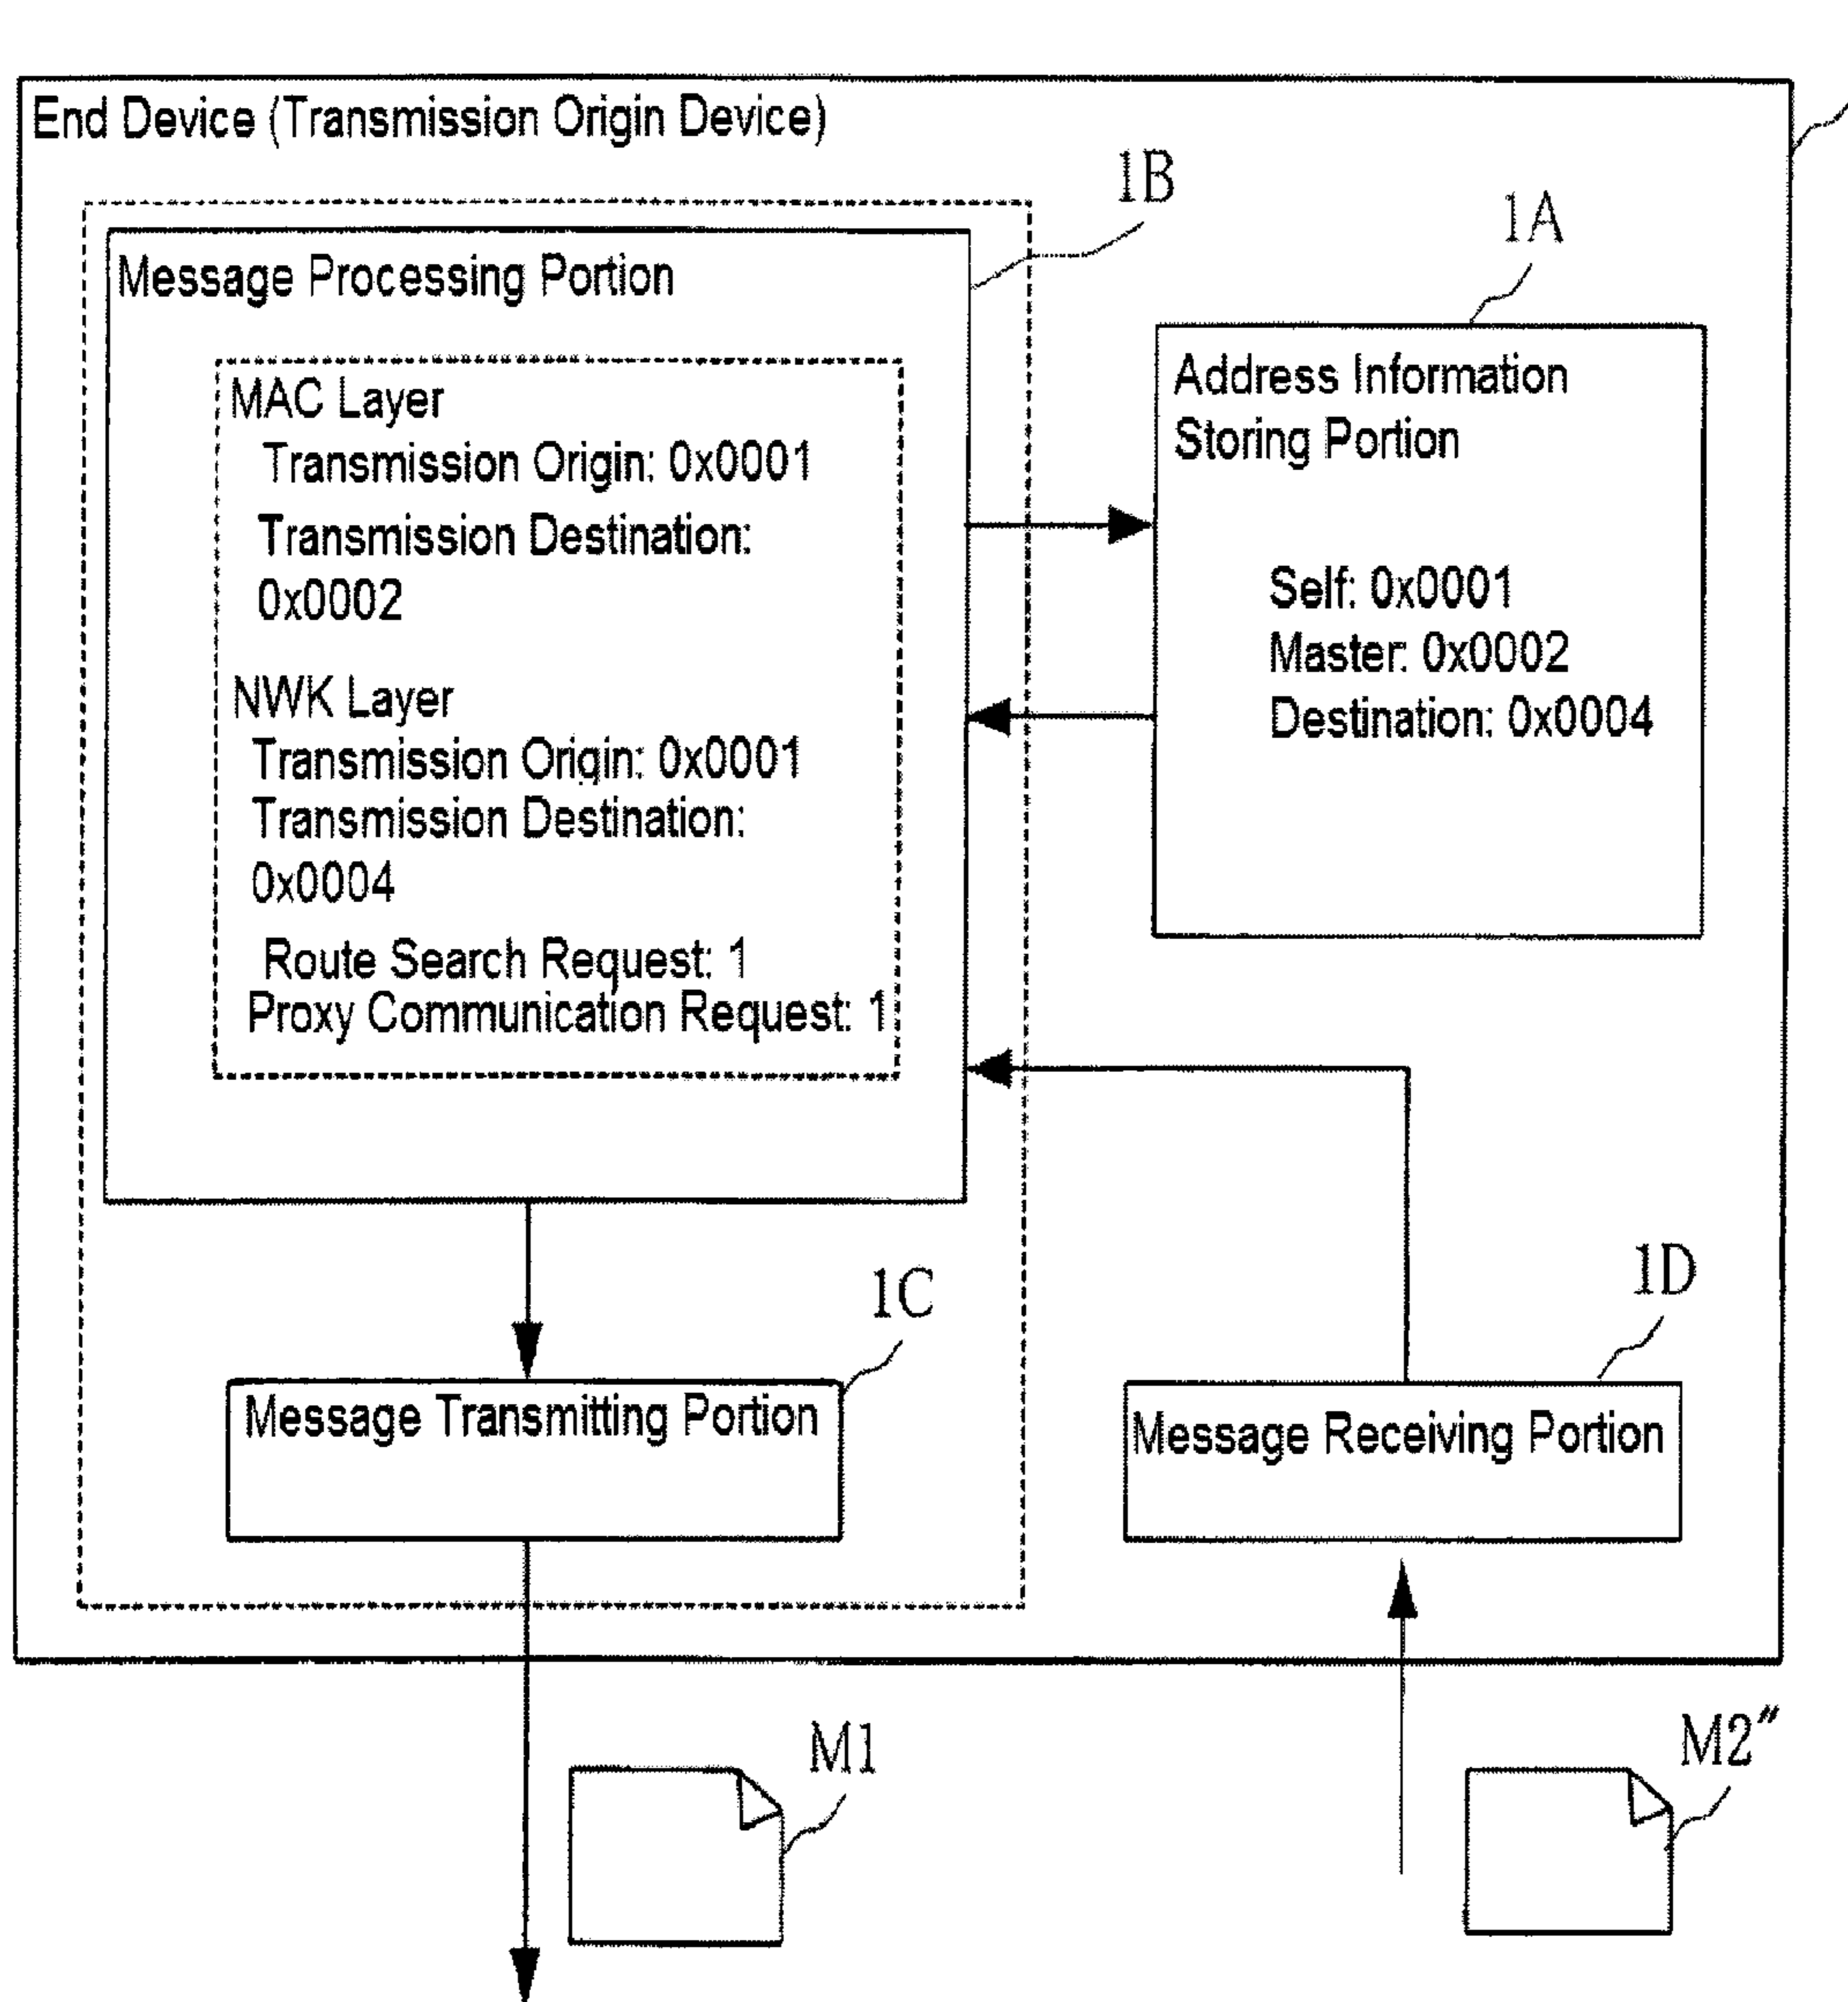 End Device (Transmission Origin Device)
1B
1A
Message Processing Portion
MAC Layer
Transmission Origin: 0x0001
Transmission Destination:
0x0002
NWK Layer
Transmission Origin: 0x0001
Transmission Destination:
0x0004
Route Search Request: 1
Proxy Communication Request: 1
Address Information
Storing Portion
Self: 0x0001
Master: 0x0002
Destination: 0x0004
1C
1D
Message Transmitting Portion
Message Receiving Portion
M1
M2"